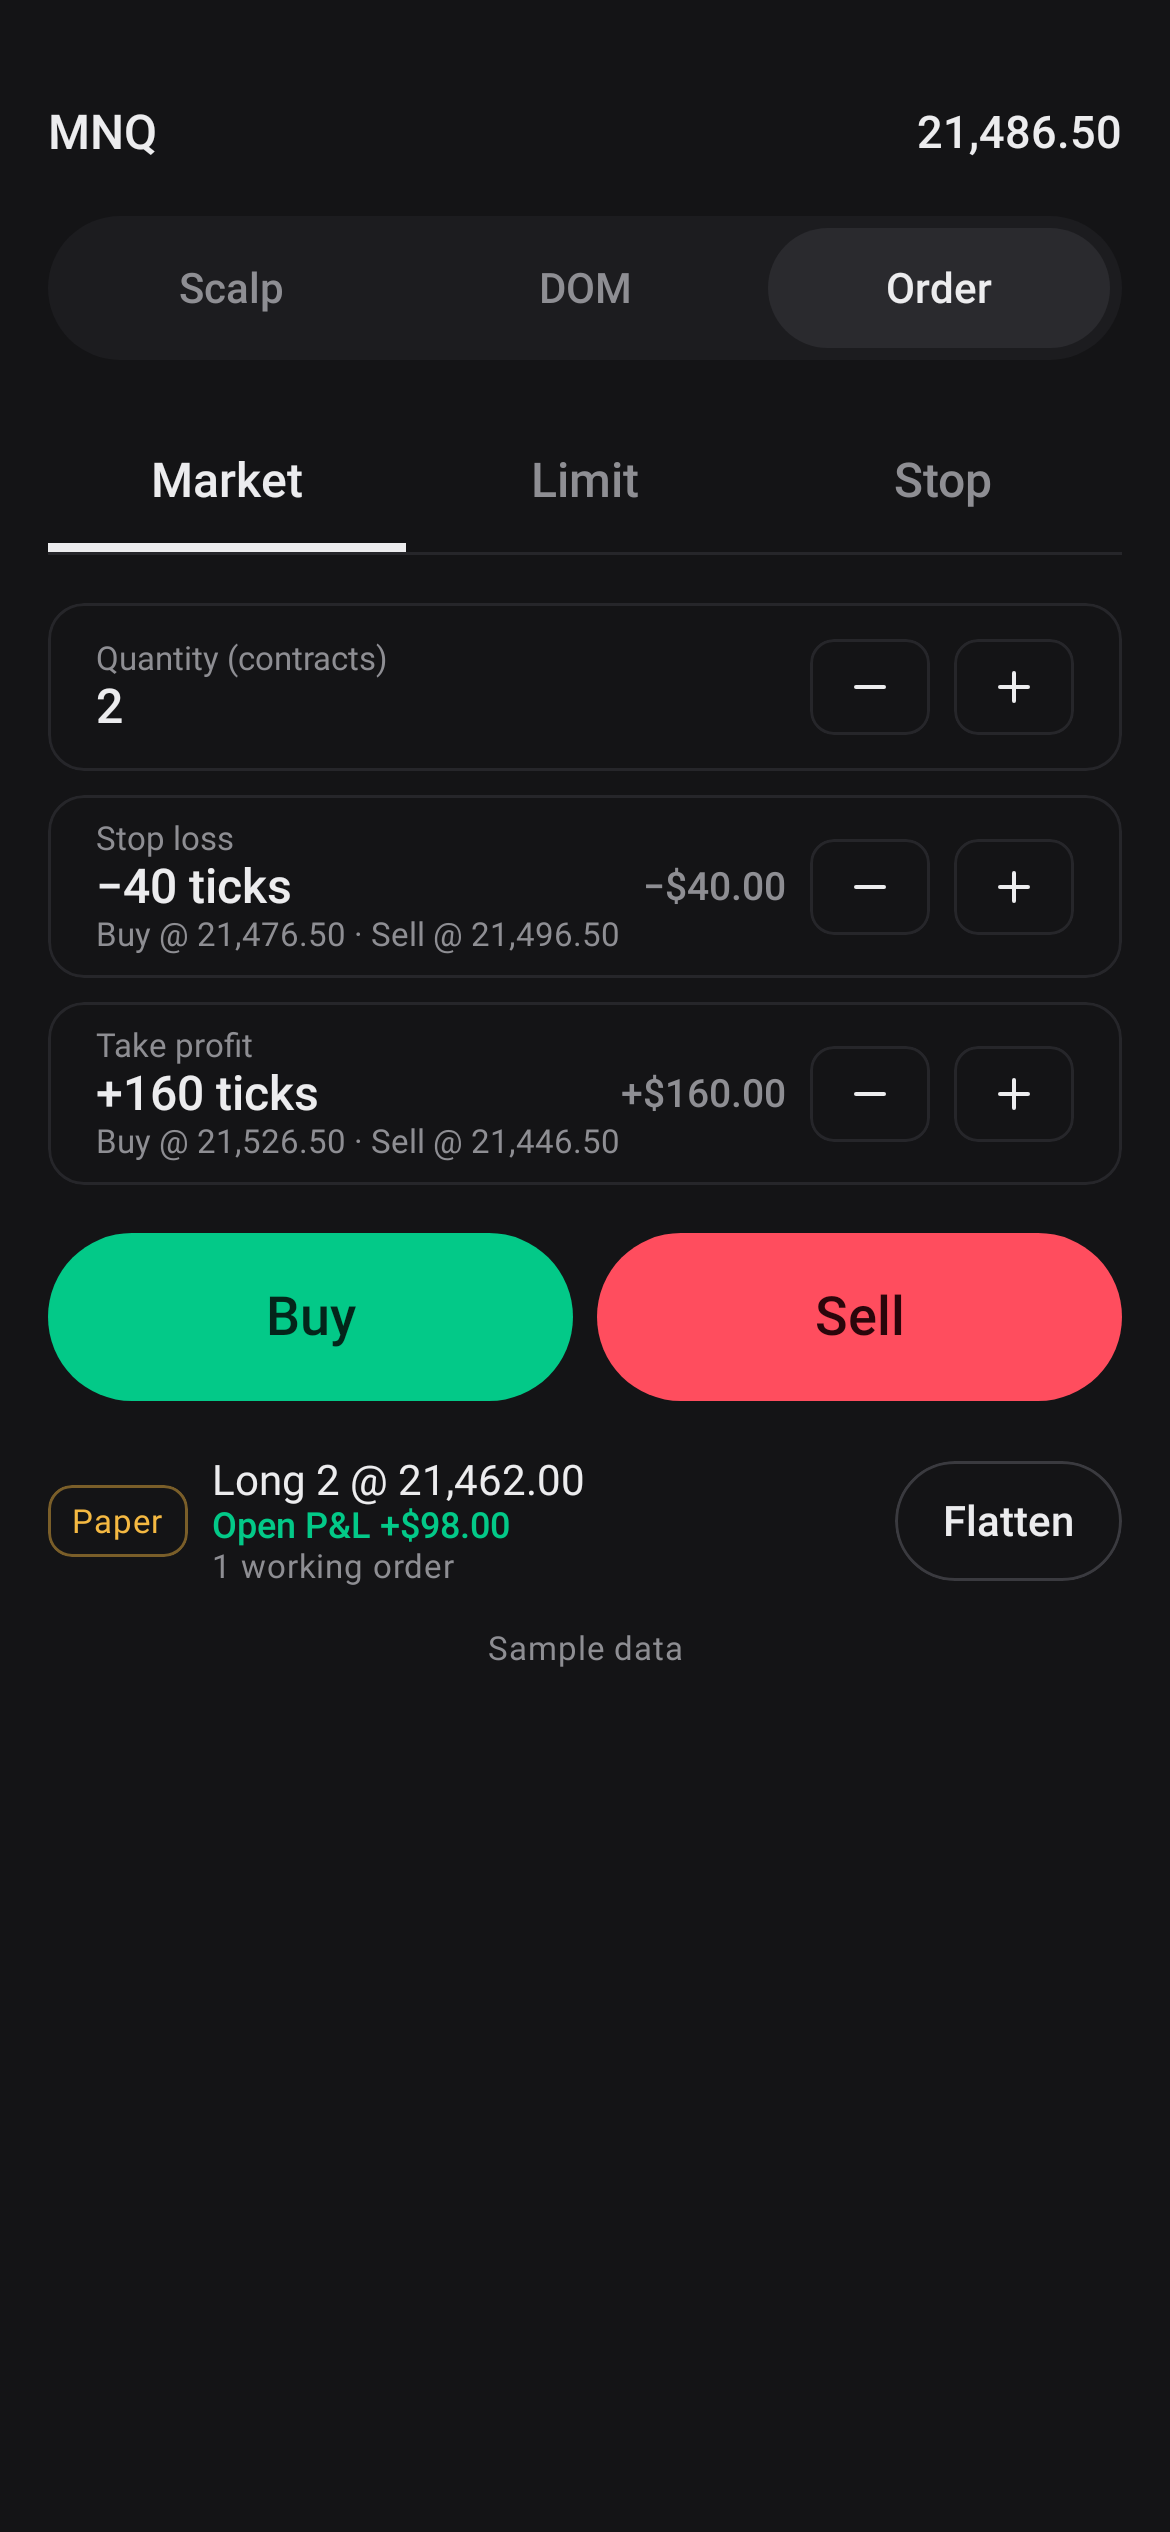 MNQ
21,486.50
Scalp
DOM
Order
Market
Limit
Stop
Quantity (contracts)
2
Stop loss
−40 ticks
−$40.00
Buy @ 21,476.50 · Sell @ 21,496.50
Take profit
+160 ticks
+$160.00
Buy @ 21,526.50 · Sell @ 21,446.50
Buy
Sell
Paper
Long 2 @ 21,462.00
Open P&L +$98.00
1 working order
Flatten
Sample data